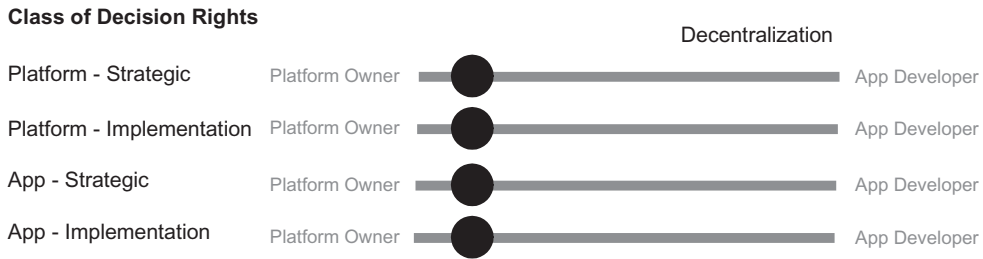 Class of Decision Rights
Decentralization
Platform - Strategic Platform Owner App Developer
Platform - Implementation Platform Owner App Developer
App - Strategic Platform Owner App Developer
App - Implementation Platform Owner App Developer